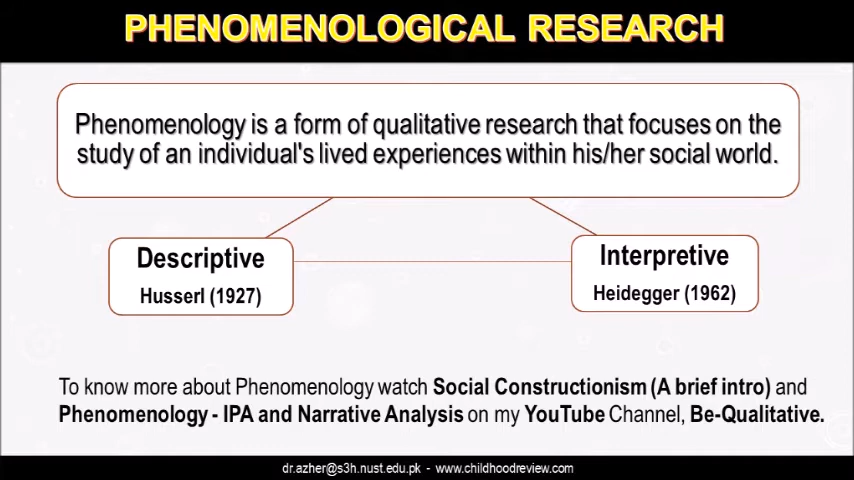 PHENOMENOLOGICAL RESEARCH
Phenomenology is a form of qualitative research that focuses on the
study of an individual's lived experiences within his/her social world.
Descriptive
Husserl (1927)
Interpretive
Heidegger (1962)
To know more about Phenomenology watch Social Constructionism (A brief intro) and
Phenomenology - IPA and Narrative Analysis on my YouTube Channel, Be-Qualitative.
dr.azher@s3h.nust.edu.pk - www.childhoodreview.com